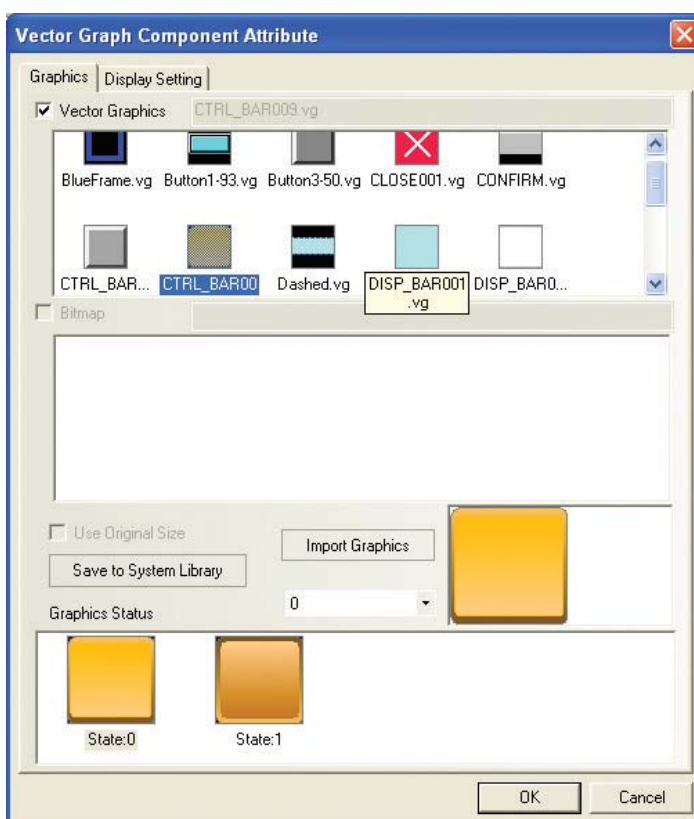 Vector Graph Component Attribute
Graphics Display Setting
Vector Graphics CTRL_BAR009.vg
BlueFrame.vg Button1-93.vg Button3-50.vg CLOSE001.vg CONFIRM.vg
CTRL_BAR... CTRL_BAR00 Dashed.vg DISP_BAR001 DISP_BAR0...
.vg
Bitmap
Use Original Size
Import Graphics
Save to System Library
0
Graphics Status
State:0 State:1
OK Cancel